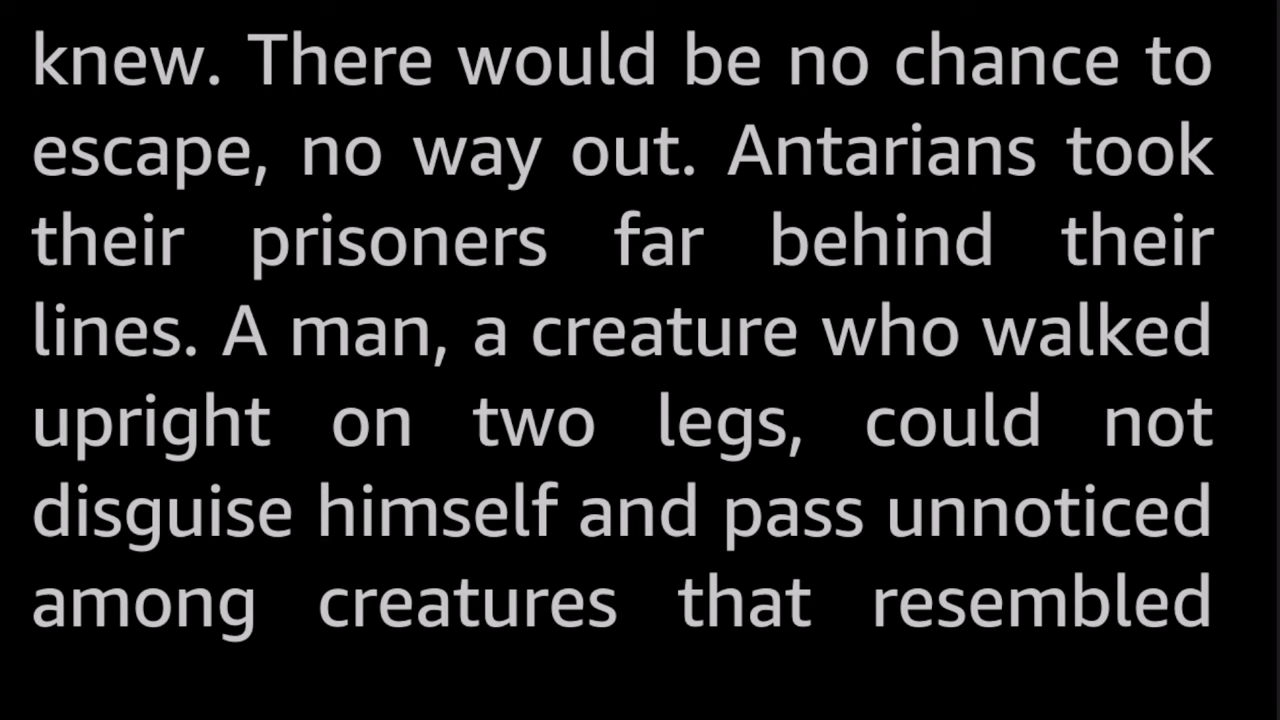 knew. There would be no chance to
escape, no way out. Antarians took
their prisoners far behind their
lines. A man, a creature who walked
upright on two legs, could not
disguise himself and pass unnoticed
among creatures that resembled